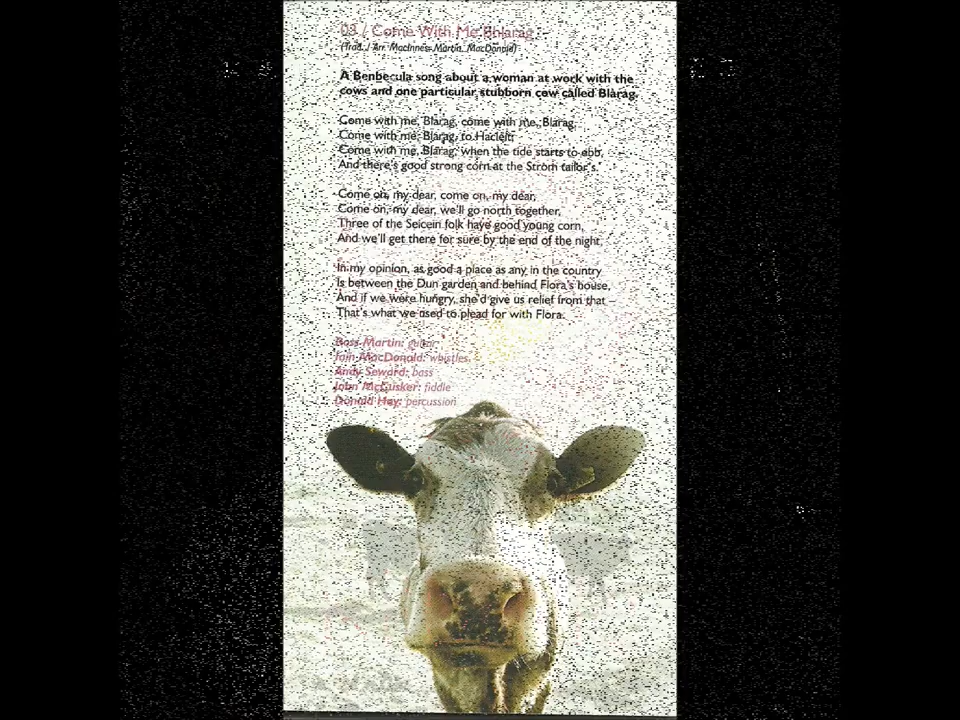 03 / Come With Me Blàrag
(Trad. / Arr. MacInnes, Martin, MacDonald)
A Benbecula song about a woman at work with the
cows and one particular stubborn cow called Blàrag.
Come with me, Blàrag, come with me, Blàrag,
Come with me, Blàrag, to Haclait
Come with me, Blàrag, when the tide starts to ebb,
And there's good strong corn at the Strom tailor's.
Come on, my dear, come on, my dear,
Come on, my dear, we'll go north together,
Three of the Seicein folk have good young corn,
And we'll get there for sure by the end of the night.
In my opinion, as good a place as any in the country
Is between the Dun garden and behind Flora's house,
And if we were hungry, she'd give us relief from that
That's what we used to plead for with Flora.
Ross Martin: guitar
Iain MacDonald: whistles
Andy Seward: bass
John McCusker: fiddle
Donald Hay: percussion